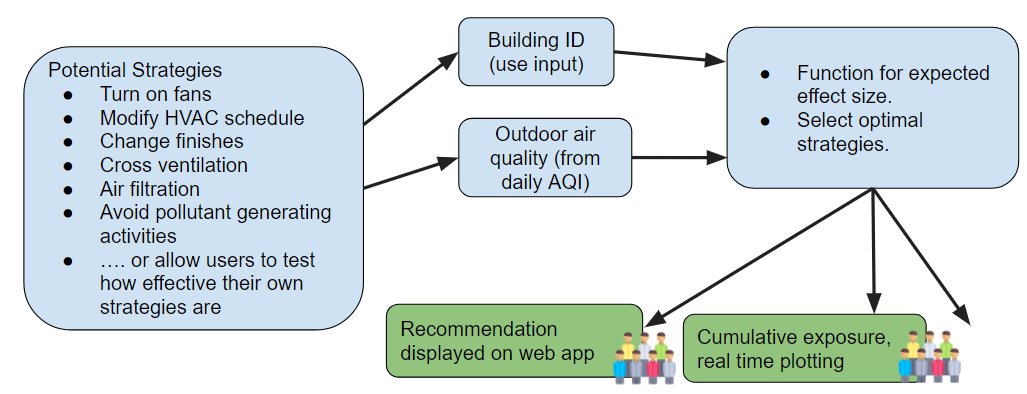 Potential Strategies
● Turn on fans
● Modify HVAC schedule
● Change finishes
● Cross ventilation
● Air filtration
● Avoid pollutant generating
activities
● …. or allow users to test
how effective their own
strategies are
Building ID
(use input)
Outdoor air
quality (from
daily AQI)
● Function for expected
effect size.
● Select optimal
strategies.
Recommendation
displayed on web app
Cumulative exposure,
real time plotting